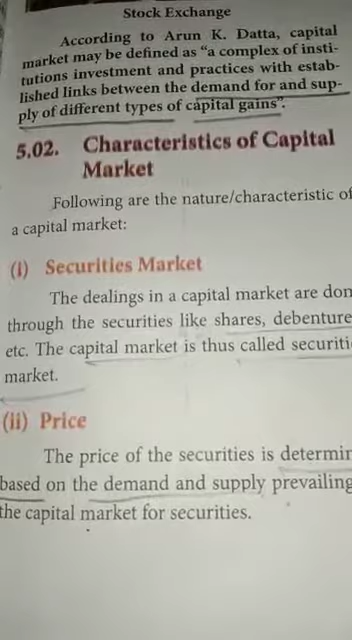 Stock Exchange
According to Arun K. Datta, capital
market may be defined as “a complex of insti-
tutions investment and practices with estab-
lished links between the demand for and sup-
ply of different types of capital gains”.
5.02. Characteristics of Capital
Market
Following are the nature/characteristic of
a capital market:
(i) Securities Market
The dealings in a capital market are don
through the securities like shares, debenture
etc. The capital market is thus called securiti
market.
(ii) Price
The price of the securities is determin
based on the demand and supply prevailing
the capital market for securities.